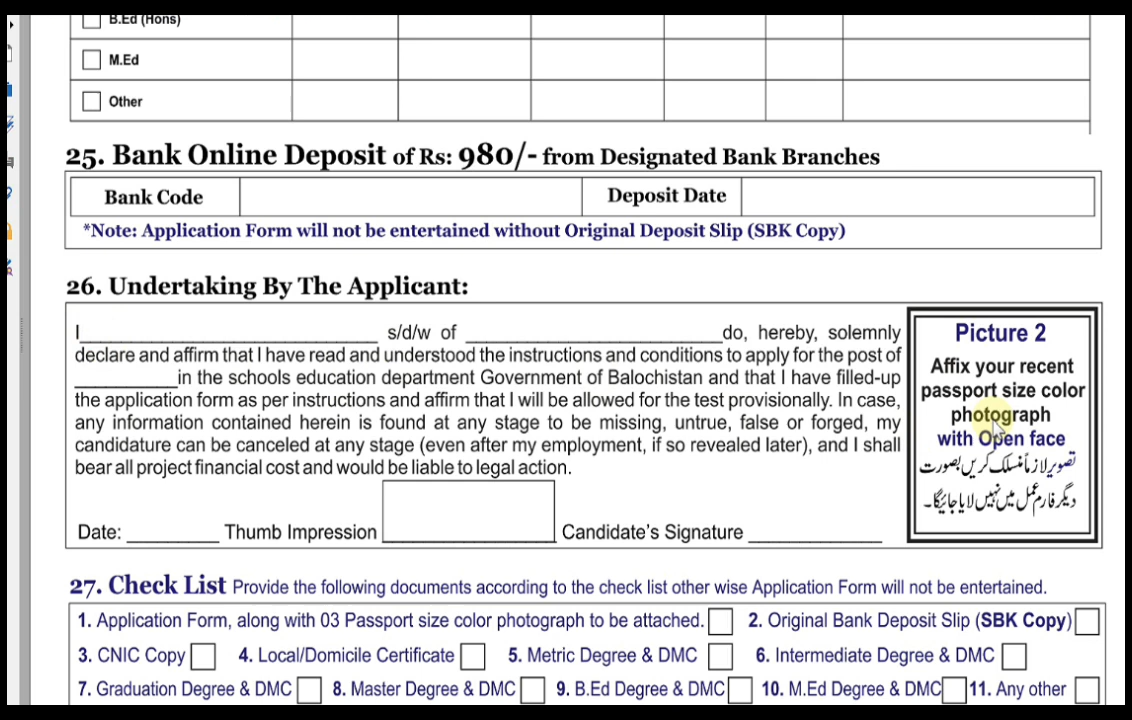 B.Ed (Hons)
M.Ed
Other
25. Bank Online Deposit of Rs: 980/- from Designated Bank Branches
Bank Code
Deposit Date
*Note: Application Form will not be entertained without Original Deposit Slip (SBK Copy)
26. Undertaking By The Applicant:
I____________________________ s/d/w of ________________________do, hereby, solemnly
declare and affirm that I have read and understood the instructions and conditions to apply for the post of
__________in the schools education department Government of Balochistan and that I have filled-up
the application form as per instructions and affirm that I will be allowed for the test provisionally. In case,
any information contained herein is found at any stage to be missing, untrue, false or forged, my
candidature can be canceled at any stage (even after my employment, if so revealed later), and I shall
bear all project financial cost and would be liable to legal action.
Date: _________ Thumb Impression
Candidate's Signature _____________
Picture 2
Affix your recent
passport size color
photograph
with Open face
تصویر لازماً منسلک کریں بصورت
دیگر فارم عمل میں نہیں لایا جائیگا۔
27. Check List Provide the following documents according to the check list other wise Application Form will not be entertained.
1. Application Form, along with 03 Passport size color photograph to be attached.
2. Original Bank Deposit Slip (SBK Copy)
3. CNIC Copy
4. Local/Domicile Certificate
5. Metric Degree & DMC
6. Intermediate Degree & DMC
7. Graduation Degree & DMC
8. Master Degree & DMC
9. B.Ed Degree & DMC
10. M.Ed Degree & DMC
11. Any other